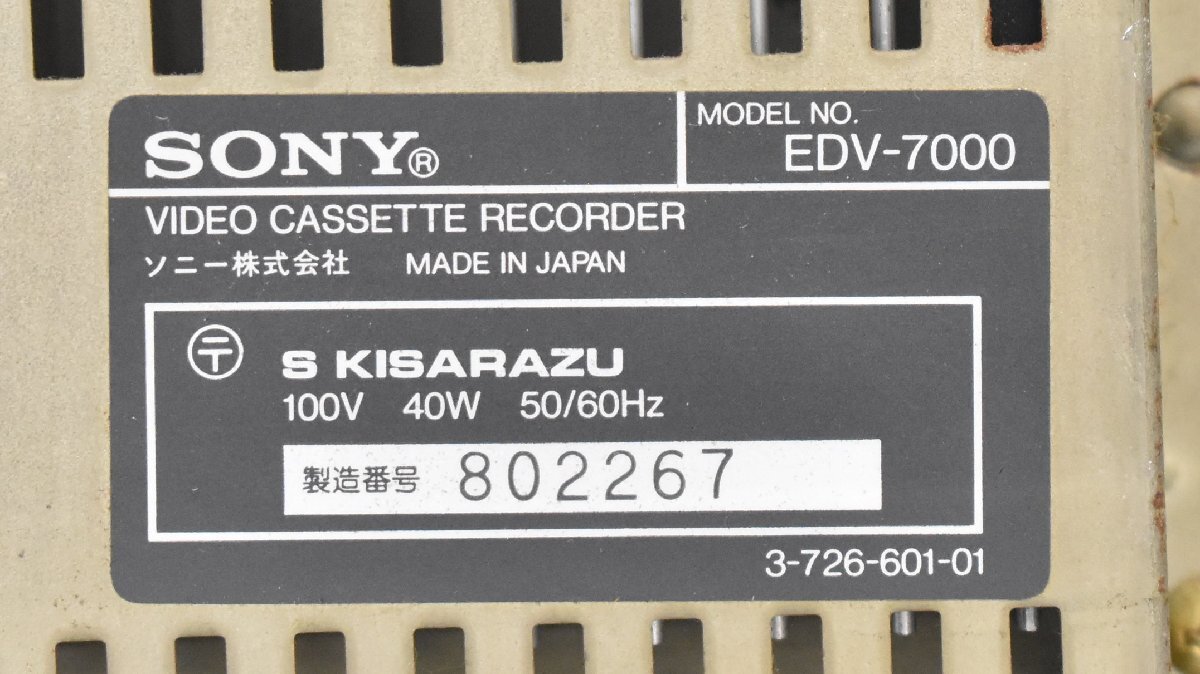 SONY®
MODEL NO.
EDV-7000
VIDEO CASSETTE RECORDER
ソニー株式会社 MADE IN JAPAN
〒 S KISARAZU
100V 40W 50/60Hz
製造番号 802267
3-726-601-01